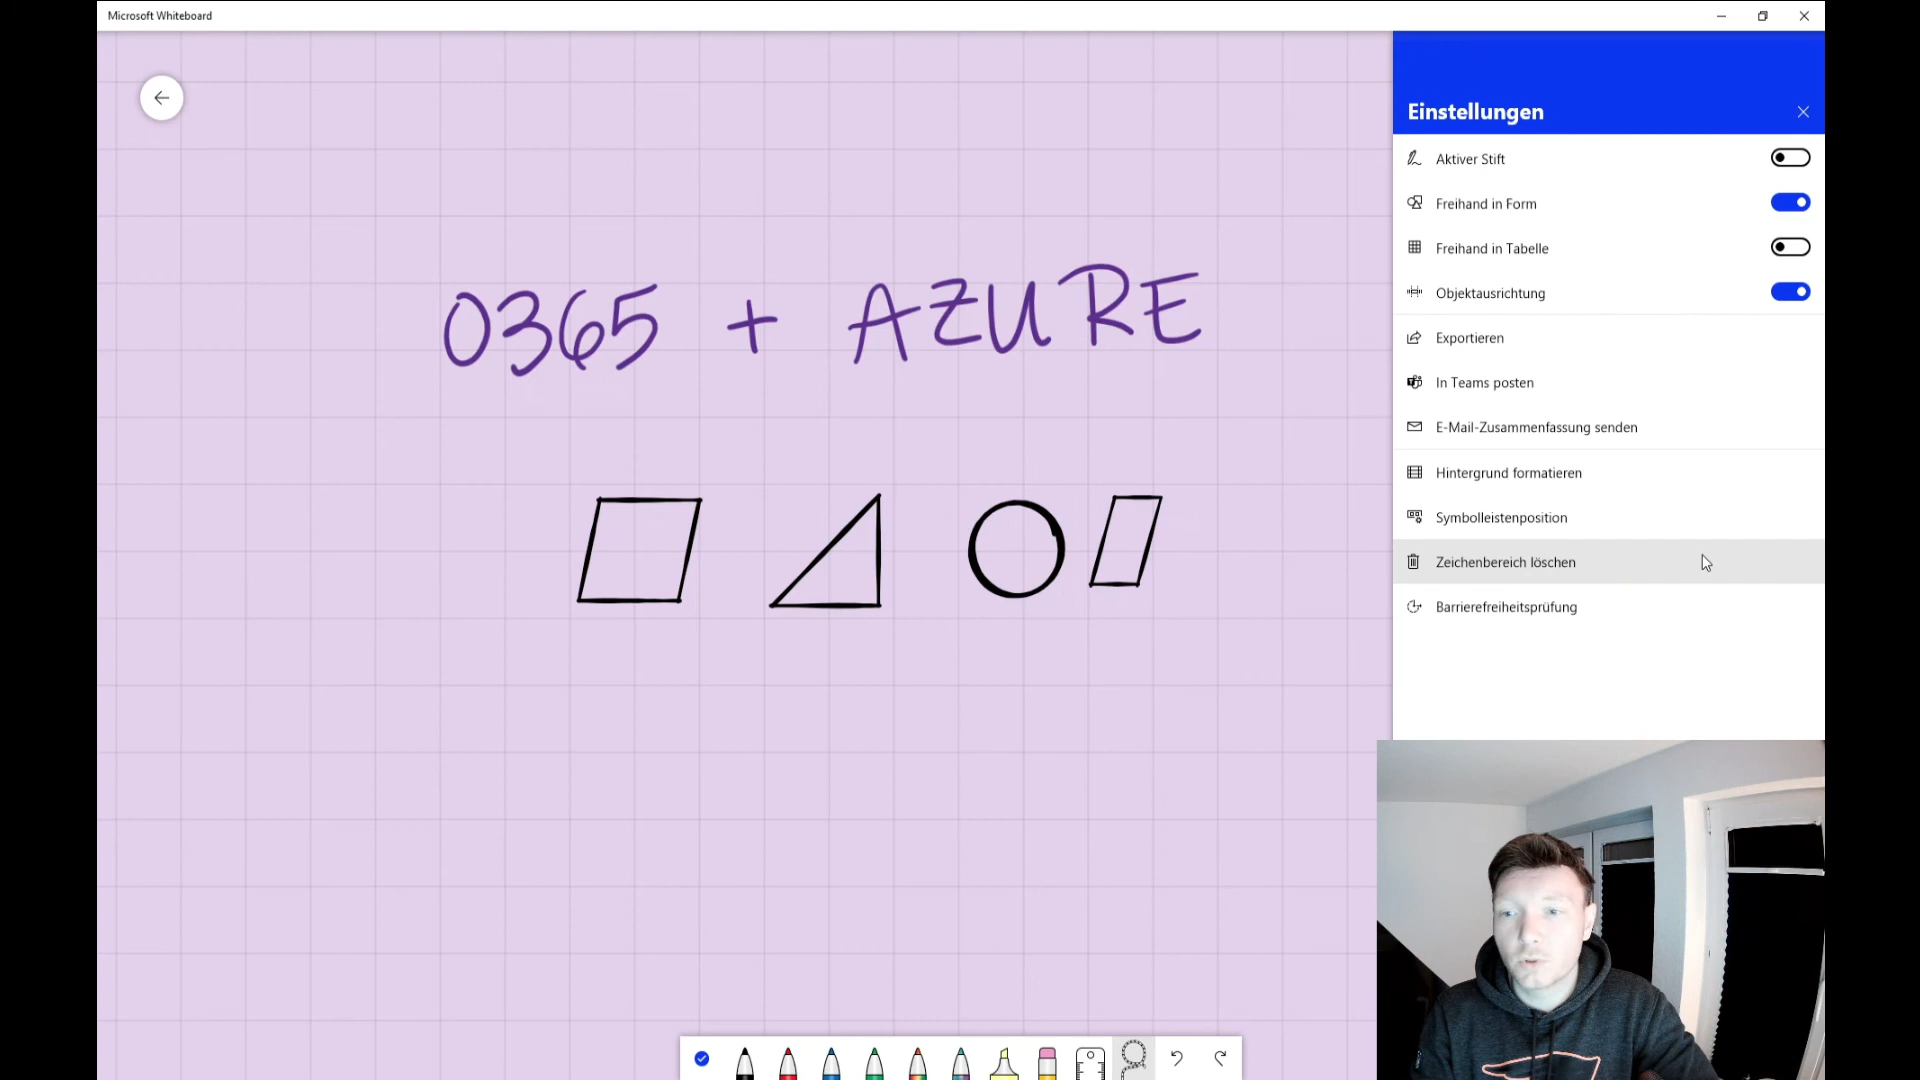 Microsoft Whiteboard
Einstellungen
Aktiver Stift
Freihand in Form
Freihand in Tabelle
Objektausrichtung
Exportieren
In Teams posten
E-Mail-Zusammenfassung senden
Hintergrund formatieren
Symbolleistenposition
Zeichenbereich löschen
Barrierefreiheitsprüfung
O365 + AZURE